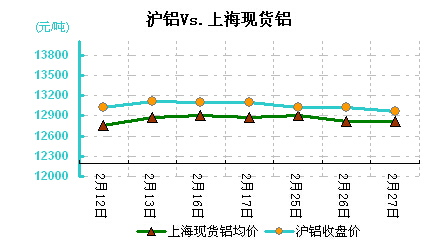 沪铝Vs.上海现货铝
(元/吨)
13800
13500
13200
12900
12600
12300
12000
2月12日
2月13日
2月16日
2月17日
2月25日
2月26日
2月27日
上海现货铝均价
沪铝收盘价